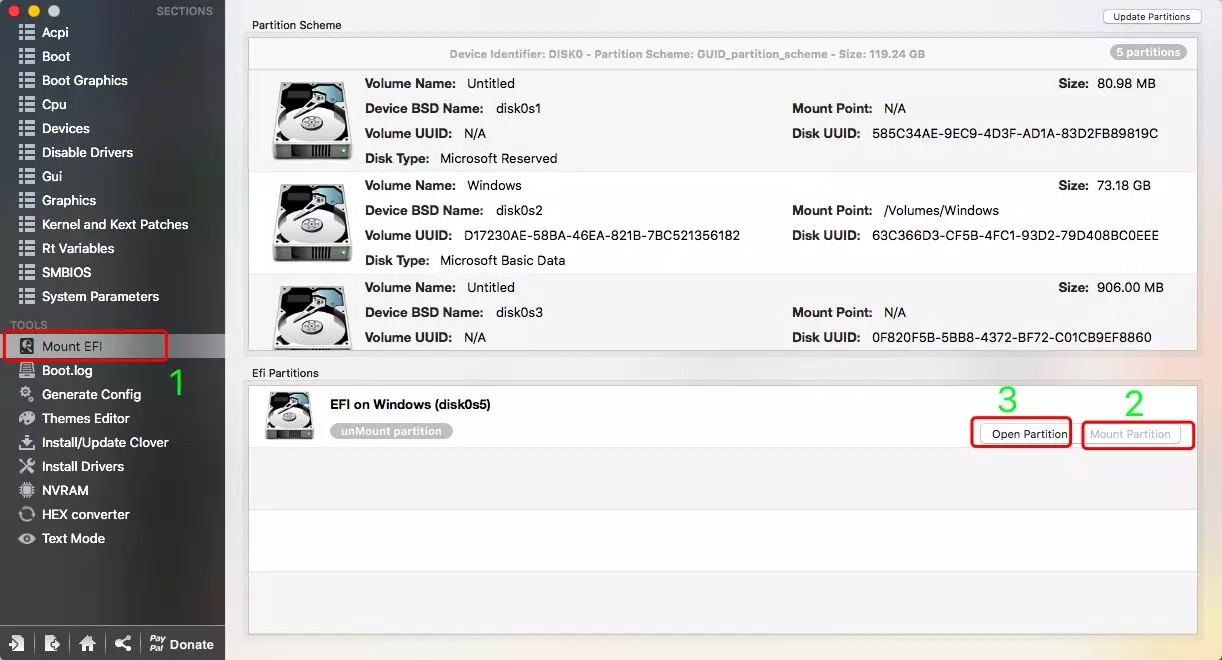 SECTIONS
Acpi
Boot
Boot Graphics
Cpu
Devices
Disable Drivers
Gui
Graphics
Kernel and Kext Patches
Rt Variables
SMBIOS
System Parameters
TOOLS
Mount EFI
1
Boot.log
Generate Config
Themes Editor
Install/Update Clover
Install Drivers
NVRAM
HEX converter
Text Mode
Pay
Pal
Donate
Update Partitions
Partition Scheme
Device Identifier: DISK0 - Partition Scheme: GUID_partition_scheme - Size: 119.24 GB
5 partitions
Volume Name: Untitled
Size: 80.98 MB
Device BSD Name: disk0s1
Mount Point: N/A
Volume UUID: N/A
Disk UUID: 585C34AE-9EC9-4D3F-AD1A-83D2FB89819C
Disk Type: Microsoft Reserved
Volume Name: Windows
Size: 73.18 GB
Device BSD Name: disk0s2
Mount Point: /Volumes/Windows
Volume UUID: D17230AE-58BA-46EA-821B-7BC521356182
Disk UUID: 63C366D3-CF5B-4FC1-93D2-79D408BC0EEE
Disk Type: Microsoft Basic Data
Volume Name: Untitled
Size: 906.00 MB
Device BSD Name: disk0s3
Mount Point: N/A
Volume UUID: N/A
Disk UUID: 0F820F5B-5BB8-4372-BF72-C01CB9EF8860
Efi Partitions
EFI on Windows (disk0s5)
unMount partition
3
2
Open Partition
Mount Partition